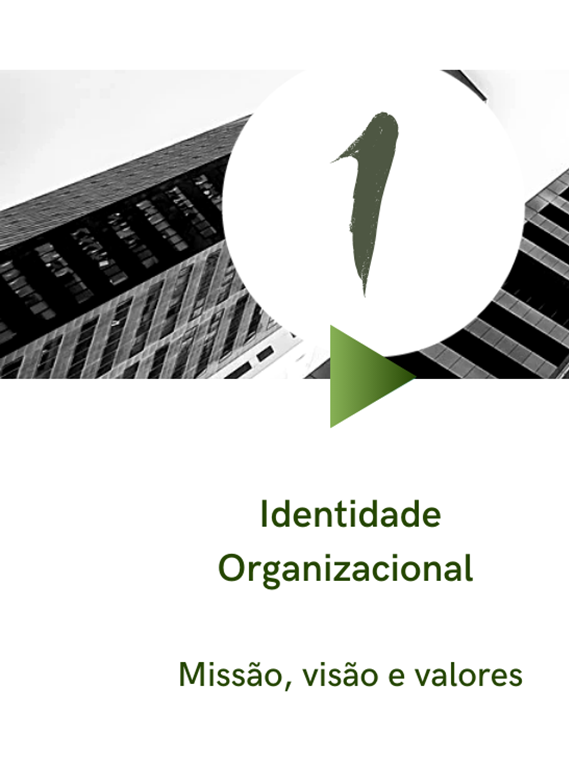 1
Identidade
Organizacional
Missão, visão e valores